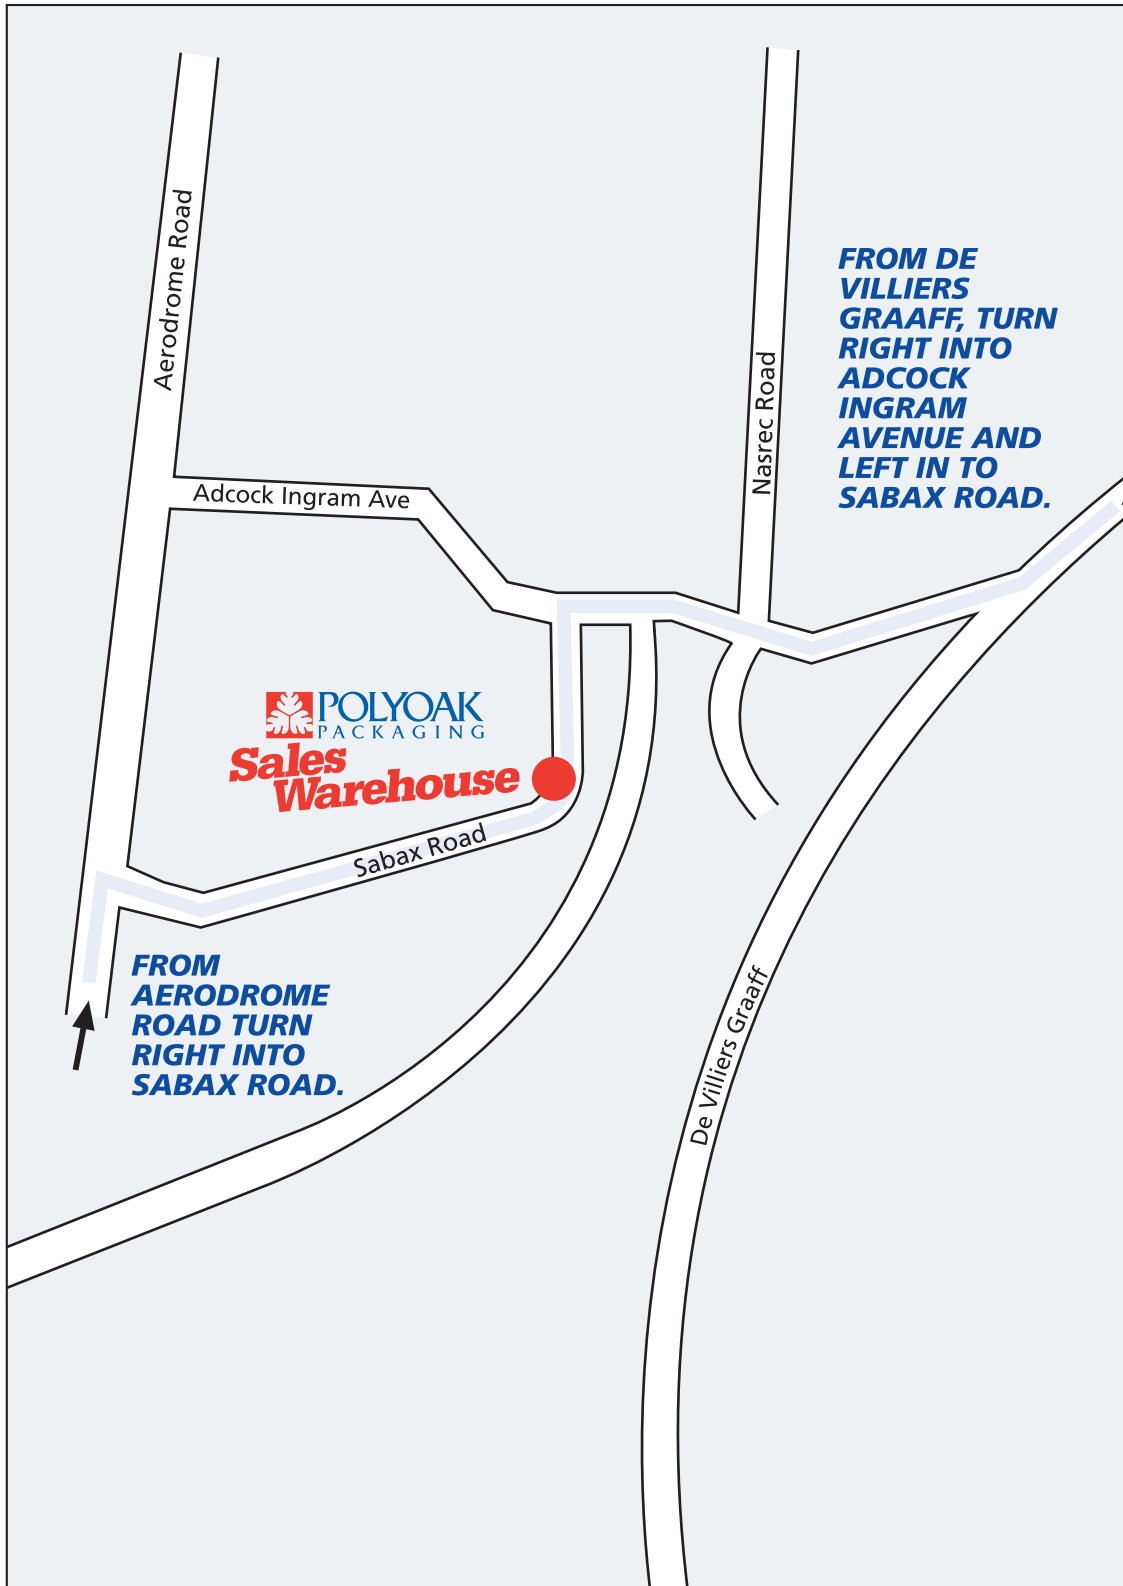 Aerodrome Road
FROM DE
VILLIERS
GRAAFF, TURN
RIGHT INTO
ADCOCK
INGRAM
AVENUE AND
LEFT IN TO
SABAX ROAD.
Nasrec Road
Adcock Ingram Ave
POLYOAK
PACKAGING
Sales
Warehouse
Sabax Road
FROM
AERODROME
ROAD TURN
RIGHT INTO
SABAX ROAD.
De Villiers Graaff